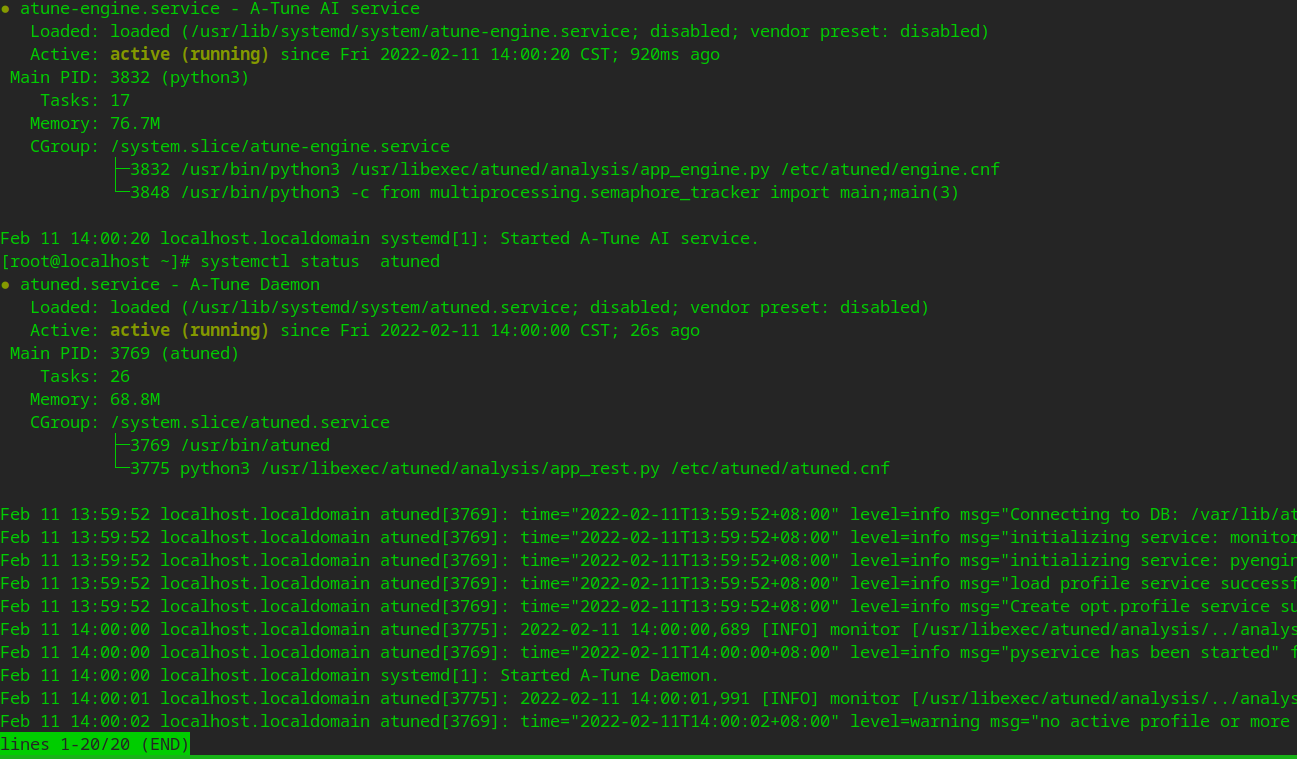 ● atune-engine.service - A-Tune AI service
   Loaded: loaded (/usr/lib/systemd/system/atune-engine.service; disabled; vendor preset: disabled)
   Active: active (running) since Fri 2022-02-11 14:00:20 CST; 920ms ago
 Main PID: 3832 (python3)
    Tasks: 17
   Memory: 76.7M
   CGroup: /system.slice/atune-engine.service
           ├─3832 /usr/bin/python3 /usr/libexec/atuned/analysis/app_engine.py /etc/atuned/engine.cnf
           └─3848 /usr/bin/python3 -c from multiprocessing.semaphore_tracker import main;main(3)

Feb 11 14:00:20 localhost.localdomain systemd[1]: Started A-Tune AI service.
[root@localhost ~]# systemctl status  atuned
● atuned.service - A-Tune Daemon
   Loaded: loaded (/usr/lib/systemd/system/atuned.service; disabled; vendor preset: disabled)
   Active: active (running) since Fri 2022-02-11 14:00:00 CST; 26s ago
 Main PID: 3769 (atuned)
    Tasks: 26
   Memory: 68.8M
   CGroup: /system.slice/atuned.service
           ├─3769 /usr/bin/atuned
           └─3775 python3 /usr/libexec/atuned/analysis/app_rest.py /etc/atuned/atuned.cnf

Feb 11 13:59:52 localhost.localdomain atuned[3769]: time="2022-02-11T13:59:52+08:00" level=info msg="Connecting to DB: /var/lib/at
Feb 11 13:59:52 localhost.localdomain atuned[3769]: time="2022-02-11T13:59:52+08:00" level=info msg="initializing service: monitor
Feb 11 13:59:52 localhost.localdomain atuned[3769]: time="2022-02-11T13:59:52+08:00" level=info msg="initializing service: pyengin
Feb 11 13:59:52 localhost.localdomain atuned[3769]: time="2022-02-11T13:59:52+08:00" level=info msg="load profile service successf
Feb 11 13:59:52 localhost.localdomain atuned[3769]: time="2022-02-11T13:59:52+08:00" level=info msg="Create opt.profile service su
Feb 11 14:00:00 localhost.localdomain atuned[3775]: 2022-02-11 14:00:00,689 [INFO] monitor [/usr/libexec/atuned/analysis/../analys
Feb 11 14:00:00 localhost.localdomain atuned[3769]: time="2022-02-11T14:00:00+08:00" level=info msg="pyservice has been started" f
Feb 11 14:00:00 localhost.localdomain systemd[1]: Started A-Tune Daemon.
Feb 11 14:00:01 localhost.localdomain atuned[3775]: 2022-02-11 14:00:01,991 [INFO] monitor [/usr/libexec/atuned/analysis/../analys
Feb 11 14:00:02 localhost.localdomain atuned[3769]: time="2022-02-11T14:00:02+08:00" level=warning msg="no active profile or more
lines 1-20/20 (END)